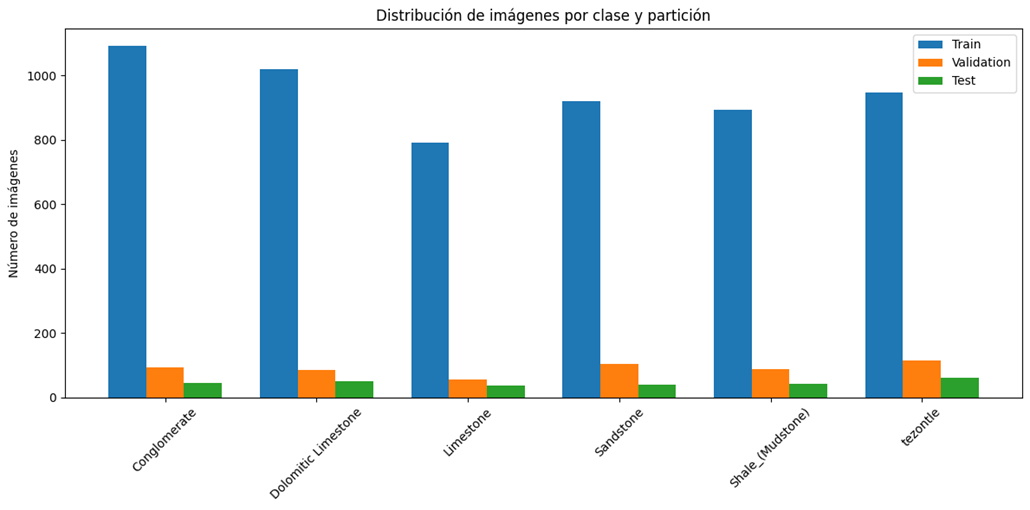 Distribución de imágenes por clase y partición
Train
Validation
Test
Número de imágenes
1000
800
600
400
200
0
Conglomerate
Dolomitic Limestone
Limestone
Sandstone
Shale_(Mudstone)
tezontle